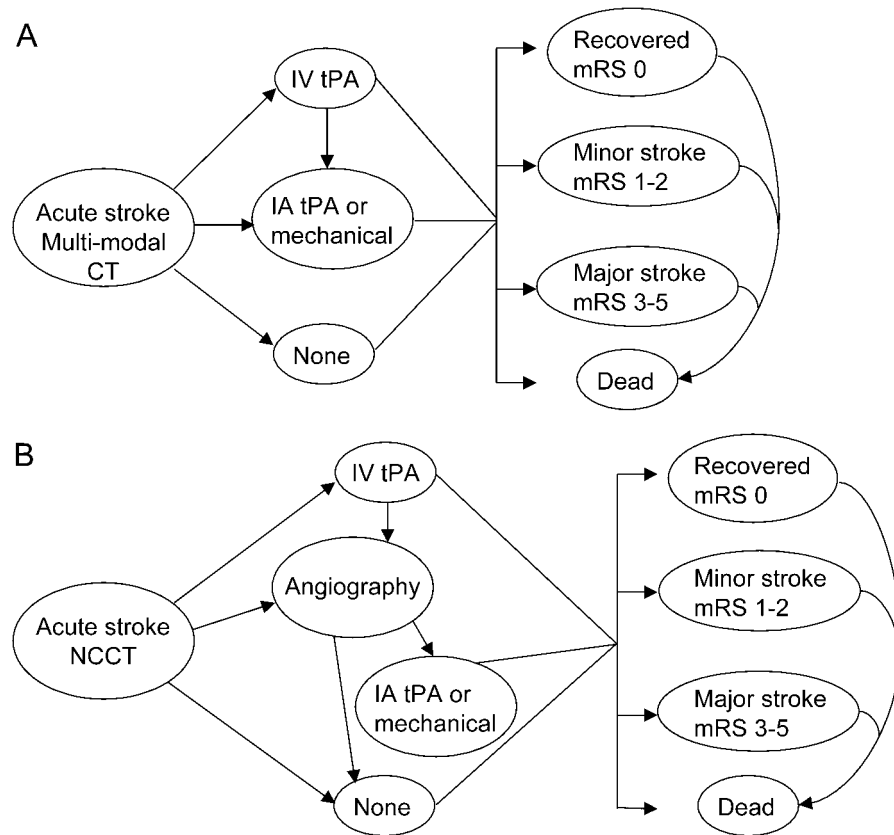 A
IV tPA
Acute stroke
Multi-modal
CT
IA tPA or
mechanical
None
Recovered
mRS 0
Minor stroke
mRS 1-2
Major stroke
mRS 3-5
Dead
B
IV tPA
Angiography
Acute stroke
NCCT
IA tPA or
mechanical
None
Recovered
mRS 0
Minor stroke
mRS 1-2
Major stroke
mRS 3-5
Dead